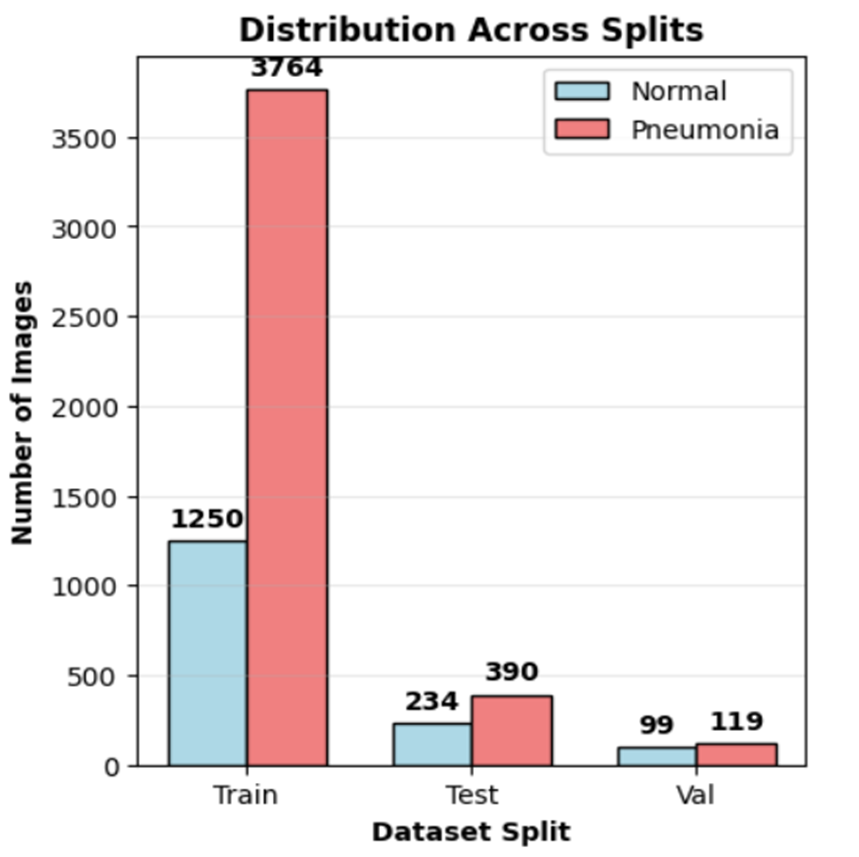 Distribution Across Splits
3764
Normal
Pneumonia
3500
3000
2500
2000
1500
1250
1000
500
390
234
99
119
0
Train
Test
Val
Number of Images
Dataset Split